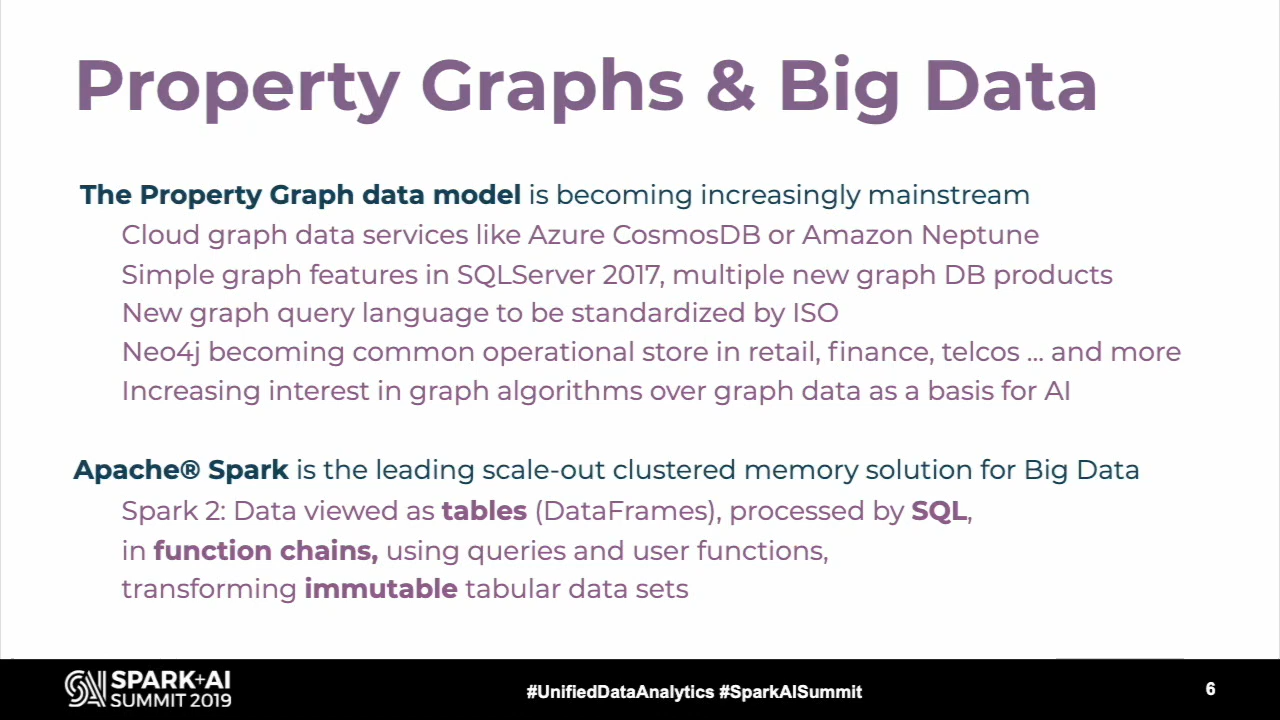 Property Graphs & Big Data
The Property Graph data model is becoming increasingly mainstream
Cloud graph data services like Azure CosmosDB or Amazon Neptune
Simple graph features in SQLServer 2017, multiple new graph DB products
New graph query language to be standardized by ISO
Neo4j becoming common operational store in retail, finance, telcos ... and more
Increasing interest in graph algorithms over graph data as a basis for AI
Apache® Spark is the leading scale-out clustered memory solution for Big Data
Spark 2: Data viewed as tables (DataFrames), processed by SQL,
in function chains, using queries and user functions,
transforming immutable tabular data sets
SPARK+AI
SUMMIT 2019
#UnifiedDataAnalytics #SparkAISummit
6